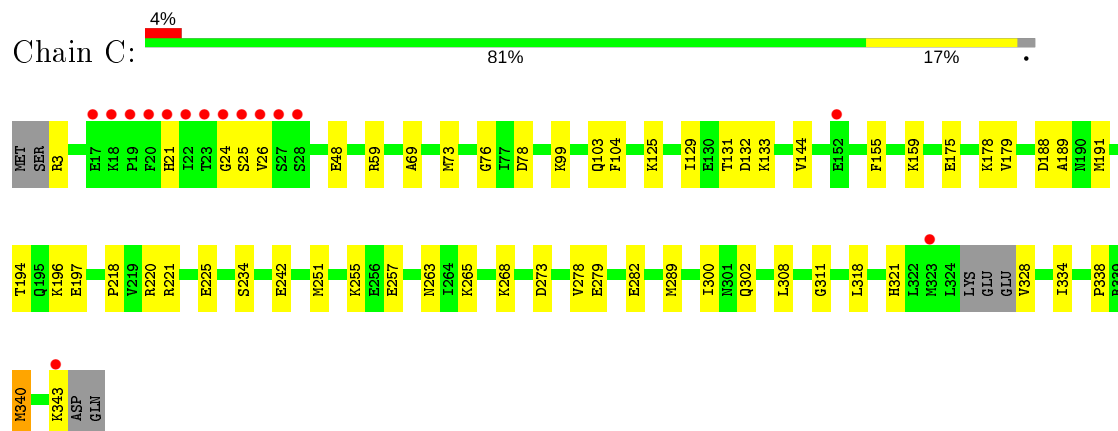 4%
Chain C:
81% 17% •
MET SER R3 E17 K18 P19 F20 H21 I22 T23 G24 S25 V26 S27 S28 E48 R59 A69 M73 G76 I77 D78 K99 Q103 F104 K125 I129 E130 T131 D132 K133 V144 E152 F155 K159 E175 K178 V179 D188 A189 N190 M191
T194 Q195 K196 E197 P218 V219 R220 R221 E225 S234 E242 M251 K255 E256 E257 N263 I264 K265 K268 D273 V278 E279 E282 M289 I300 N301 Q302 L308 G311 L318 H321 L322 M323 L324 LYS GLU GLU V328 I334 P338 R339
M340 K343 ASP GLN